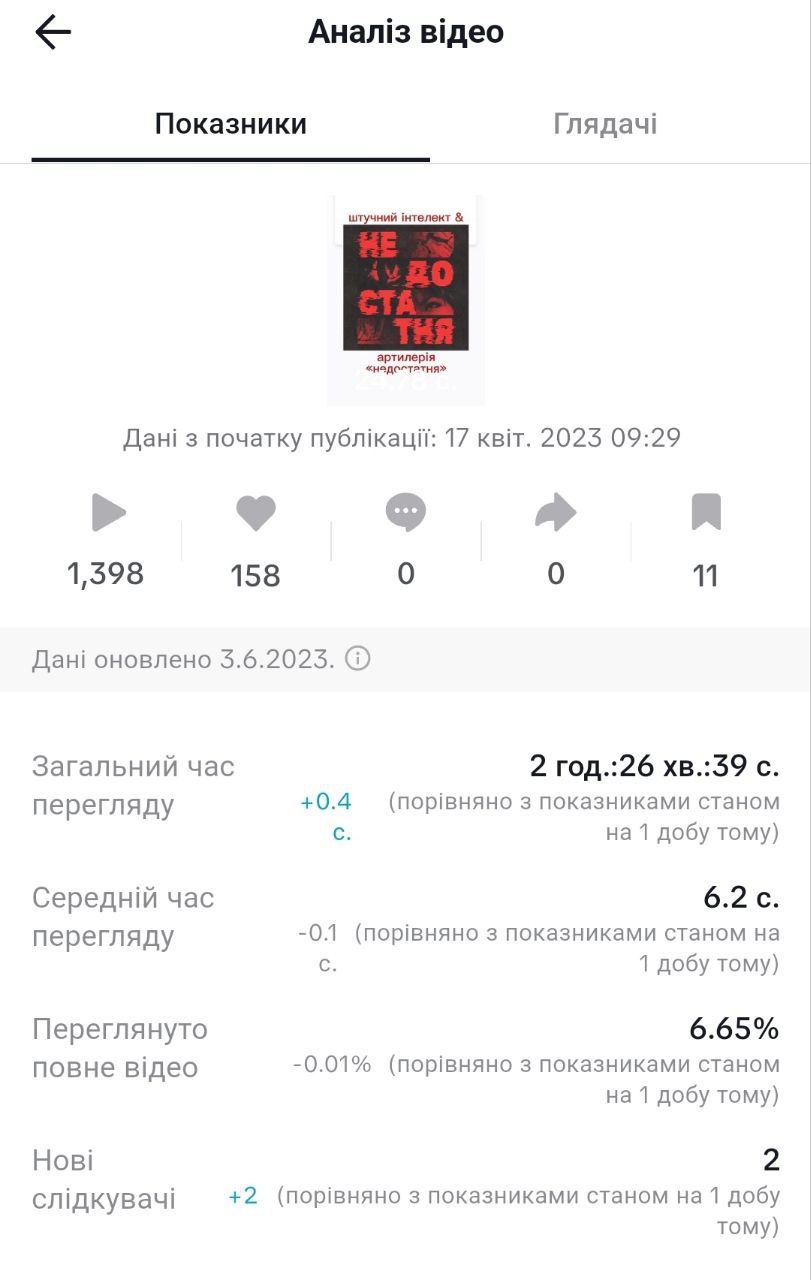 Аналіз відео
Показники
Глядачі
штучний інтелект &
НЕ
ДО
СТА
ТНЯ
артилерія
«недостатня»
Дані з початку публікації: 17 квіт. 2023 09:29
1,398
158
0
0
11
Дані оновлено 3.6.2023.
Загальний час
перегляду
2 год.:26 хв.:39 с.
+0.4
с.
(порівняно з показниками станом
на 1 добу тому)
Середній час
перегляду
6.2 с.
-0.1
с.
(порівняно з показниками станом на
1 добу тому)
Переглянуто
повне відео
6.65%
-0.01%
(порівняно з показниками станом
на 1 добу тому)
Нові
слідкувачі
2
+2
(порівняно з показниками станом на 1 добу
тому)